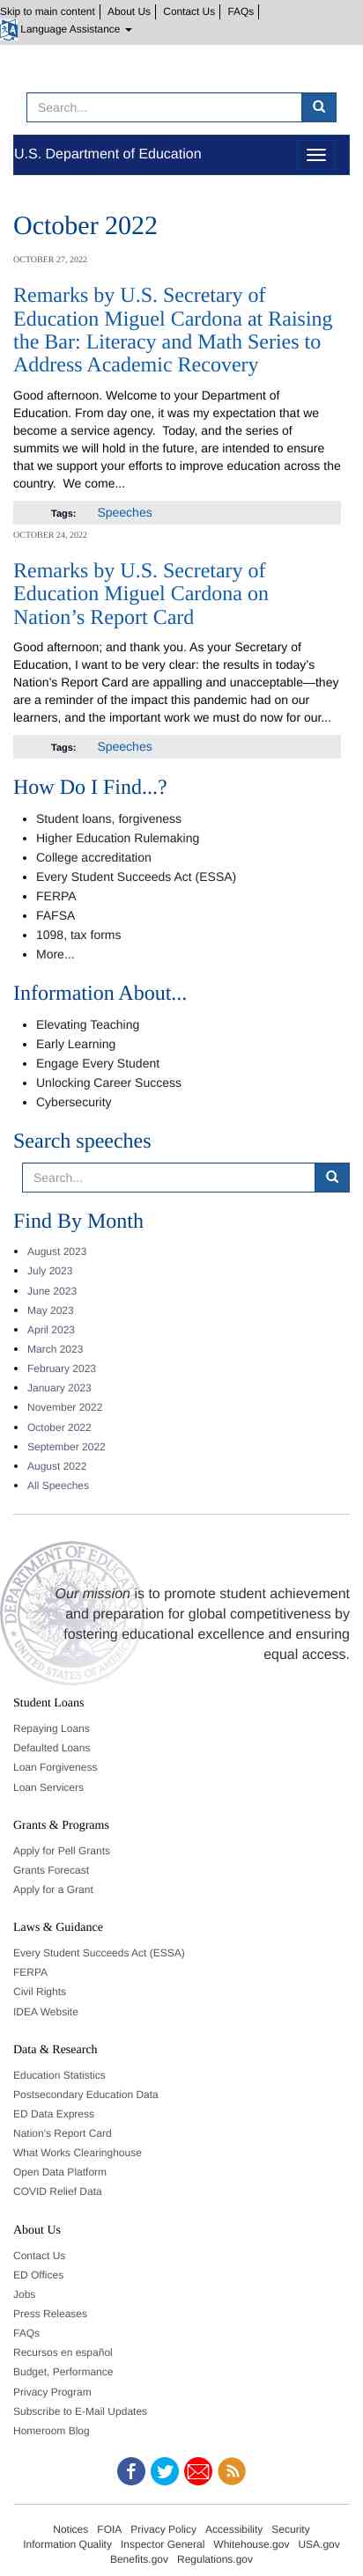 Skip to main content | About Us | Contact Us | FAQs |
Language Assistance
Search...
U.S. Department of Education
October 2022
OCTOBER 27, 2022
Remarks by U.S. Secretary of
Education Miguel Cardona at Raising
the Bar: Literacy and Math Series to
Address Academic Recovery
Good afternoon. Welcome to your Department of
Education. From day one, it was my expectation that we
become a service agency.  Today, and the series of
summits we will hold in the future, are intended to ensure
that we support your efforts to improve education across the
country.  We come...
Tags: Speeches
OCTOBER 24, 2022
Remarks by U.S. Secretary of
Education Miguel Cardona on
Nation’s Report Card
Good afternoon; and thank you. As your Secretary of
Education, I want to be very clear: the results in today’s
Nation’s Report Card are appalling and unacceptable—they
are a reminder of the impact this pandemic had on our
learners, and the important work we must do now for our...
Tags: Speeches
How Do I Find...?
• Student loans, forgiveness
• Higher Education Rulemaking
• College accreditation
• Every Student Succeeds Act (ESSA)
• FERPA
• FAFSA
• 1098, tax forms
• More...
Information About...
• Elevating Teaching
• Early Learning
• Engage Every Student
• Unlocking Career Success
• Cybersecurity
Search speeches
Search...
Find By Month
• August 2023
• July 2023
• June 2023
• May 2023
• April 2023
• March 2023
• February 2023
• January 2023
• November 2022
• October 2022
• September 2022
• August 2022
• All Speeches
Our mission is to promote student achievement
and preparation for global competitiveness by
fostering educational excellence and ensuring
equal access.
Student Loans
Repaying Loans
Defaulted Loans
Loan Forgiveness
Loan Servicers
Grants & Programs
Apply for Pell Grants
Grants Forecast
Apply for a Grant
Laws & Guidance
Every Student Succeeds Act (ESSA)
FERPA
Civil Rights
IDEA Website
Data & Research
Education Statistics
Postsecondary Education Data
ED Data Express
Nation's Report Card
What Works Clearinghouse
Open Data Platform
COVID Relief Data
About Us
Contact Us
ED Offices
Jobs
Press Releases
FAQs
Recursos en español
Budget, Performance
Privacy Program
Subscribe to E-Mail Updates
Homeroom Blog
Notices FOIA Privacy Policy Accessibility Security
Information Quality Inspector General Whitehouse.gov USA.gov
Benefits.gov Regulations.gov